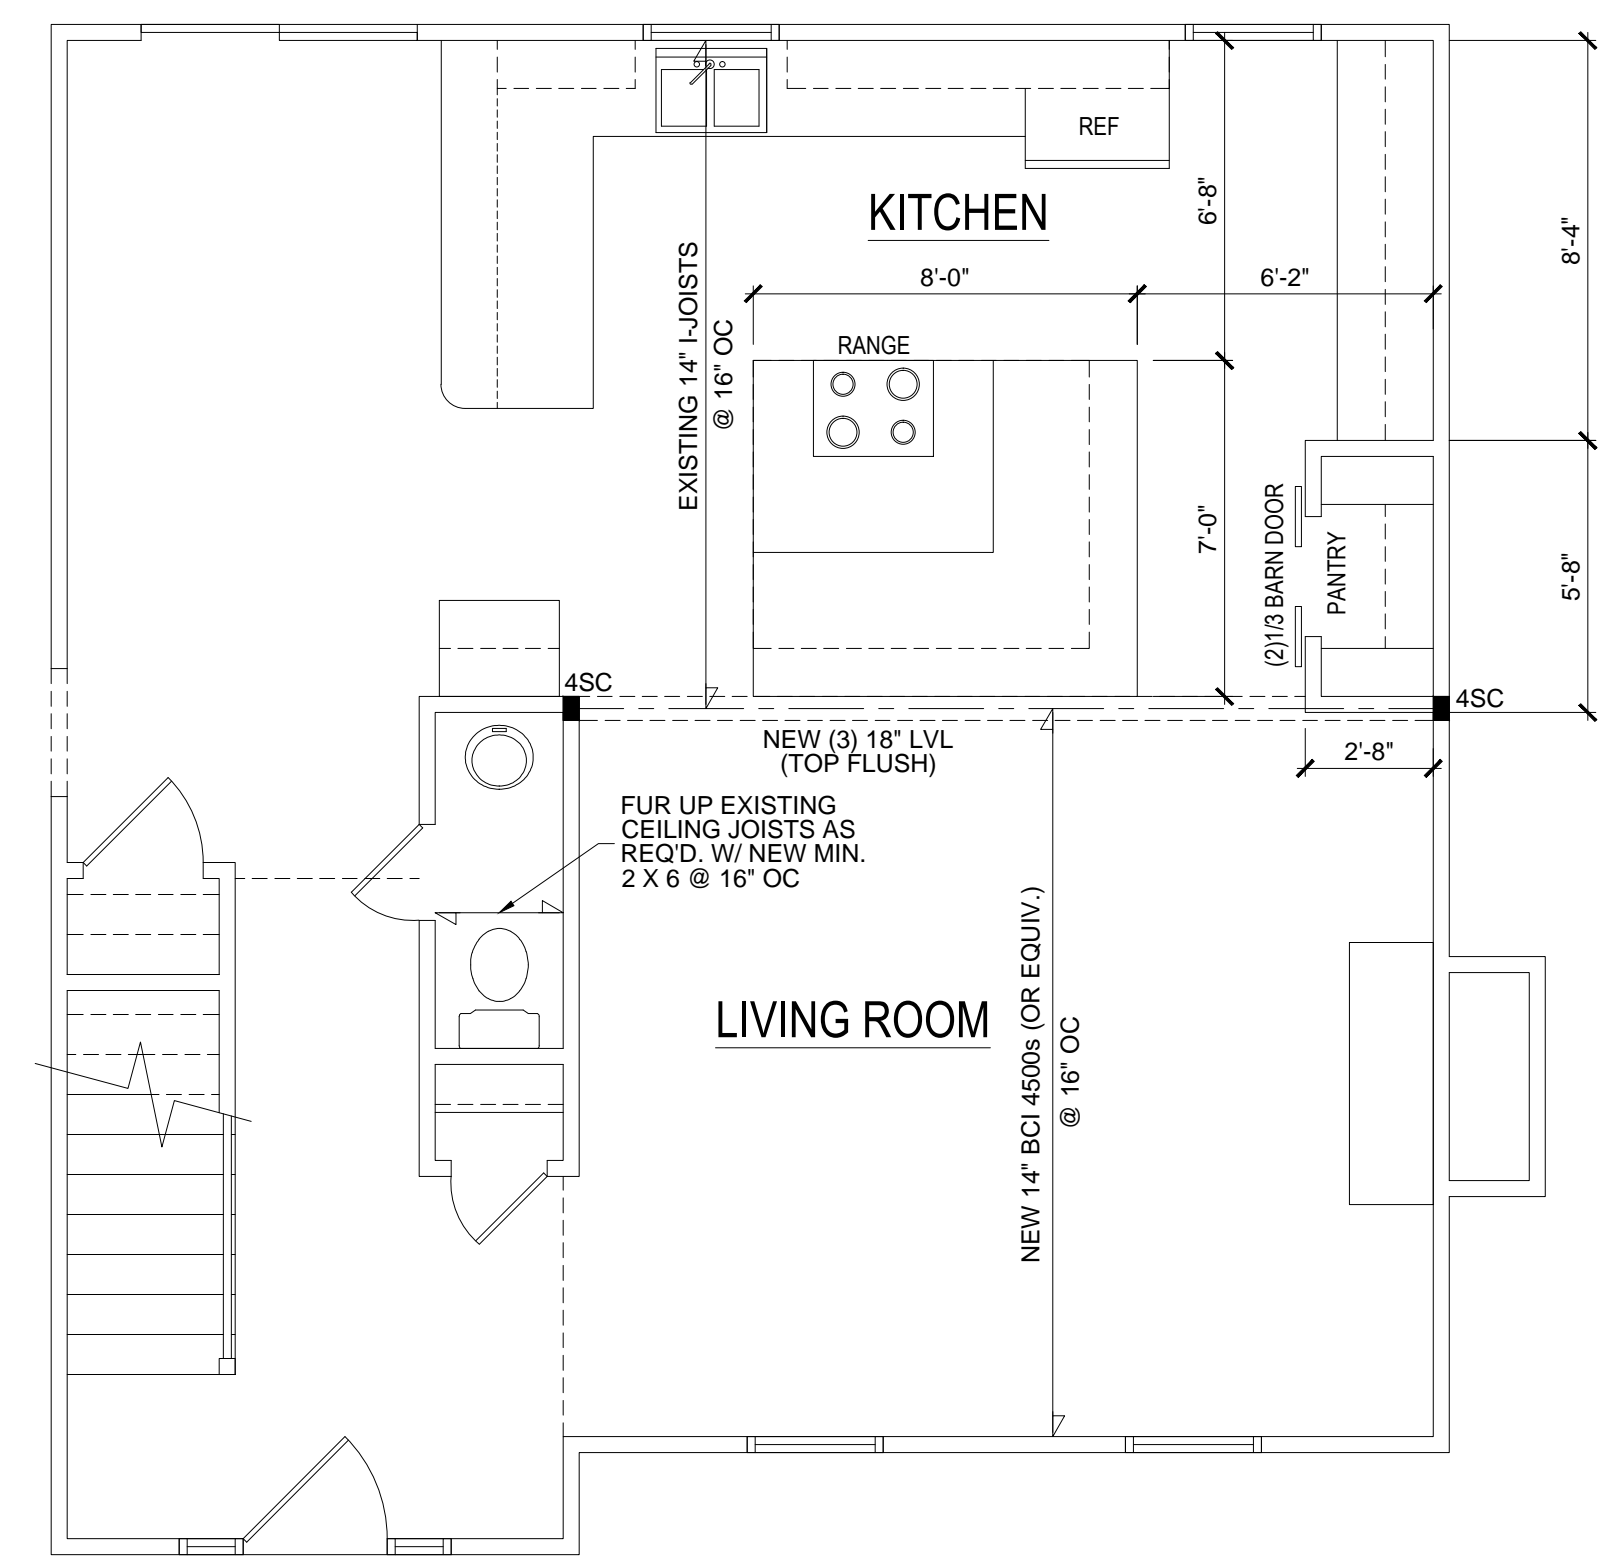 REF
KITCHEN
6'-8"
8'-4"
8'-0"
6'-2"
EXISTING 14" I-JOISTS
@ 16" OC
RANGE
7'-0"
(2)1/3 BARN DOOR
PANTRY
5'-8"
4SC
4SC
NEW (3) 18" LVL
(TOP FLUSH)
2'-8"
FUR UP EXISTING
CEILING JOISTS AS
REQ'D. W/ NEW MIN.
2 X 6 @ 16" OC
LIVING ROOM
NEW 14" BCI 4500s (OR EQUIV.)
@ 16" OC